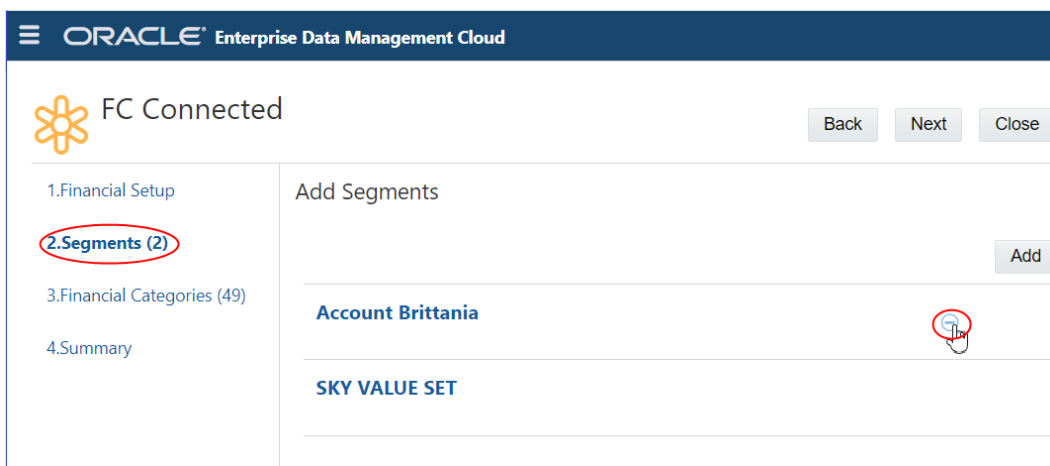 ORACLE® Enterprise Data Management Cloud
FC Connected
Back Next Close
1.Financial Setup
2.Segments (2)
3.Financial Categories (49)
4.Summary
Add Segments
Add
Account Brittania
SKY VALUE SET